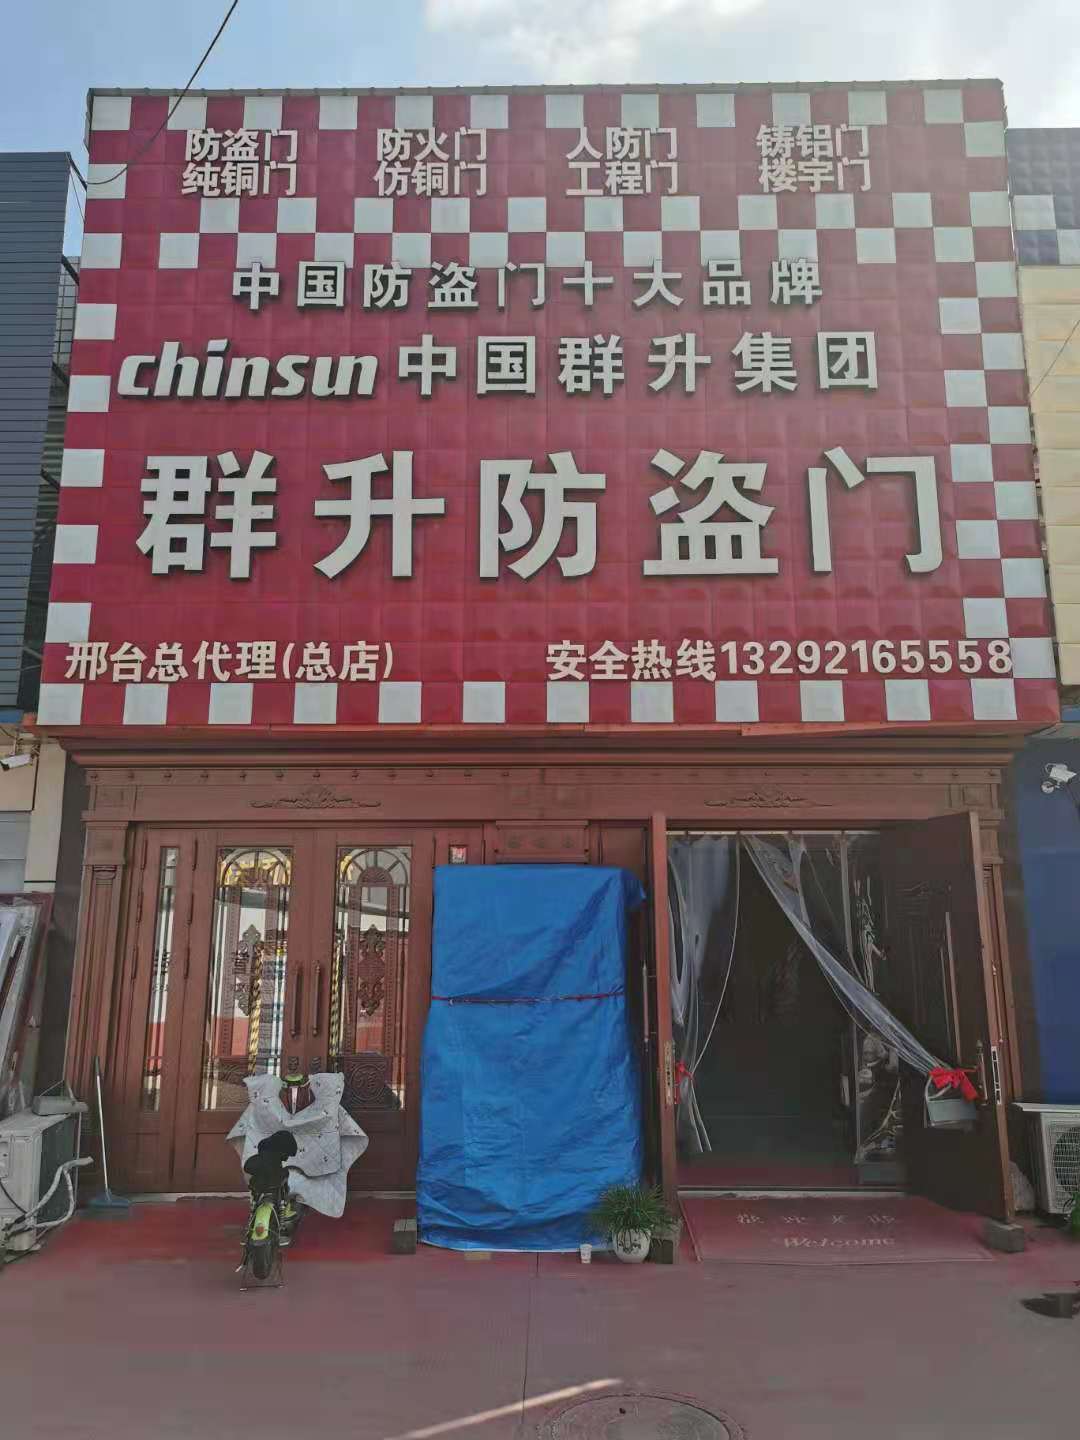 防盗门 防火门 人防门 铸铝门
纯铜门 仿铜门 工程门 楼宇门
中国防盗门十大品牌
chinsun 中国群升集团
群升防盗门
邢台总代理(总店) 安全热线13292165558
Welcome